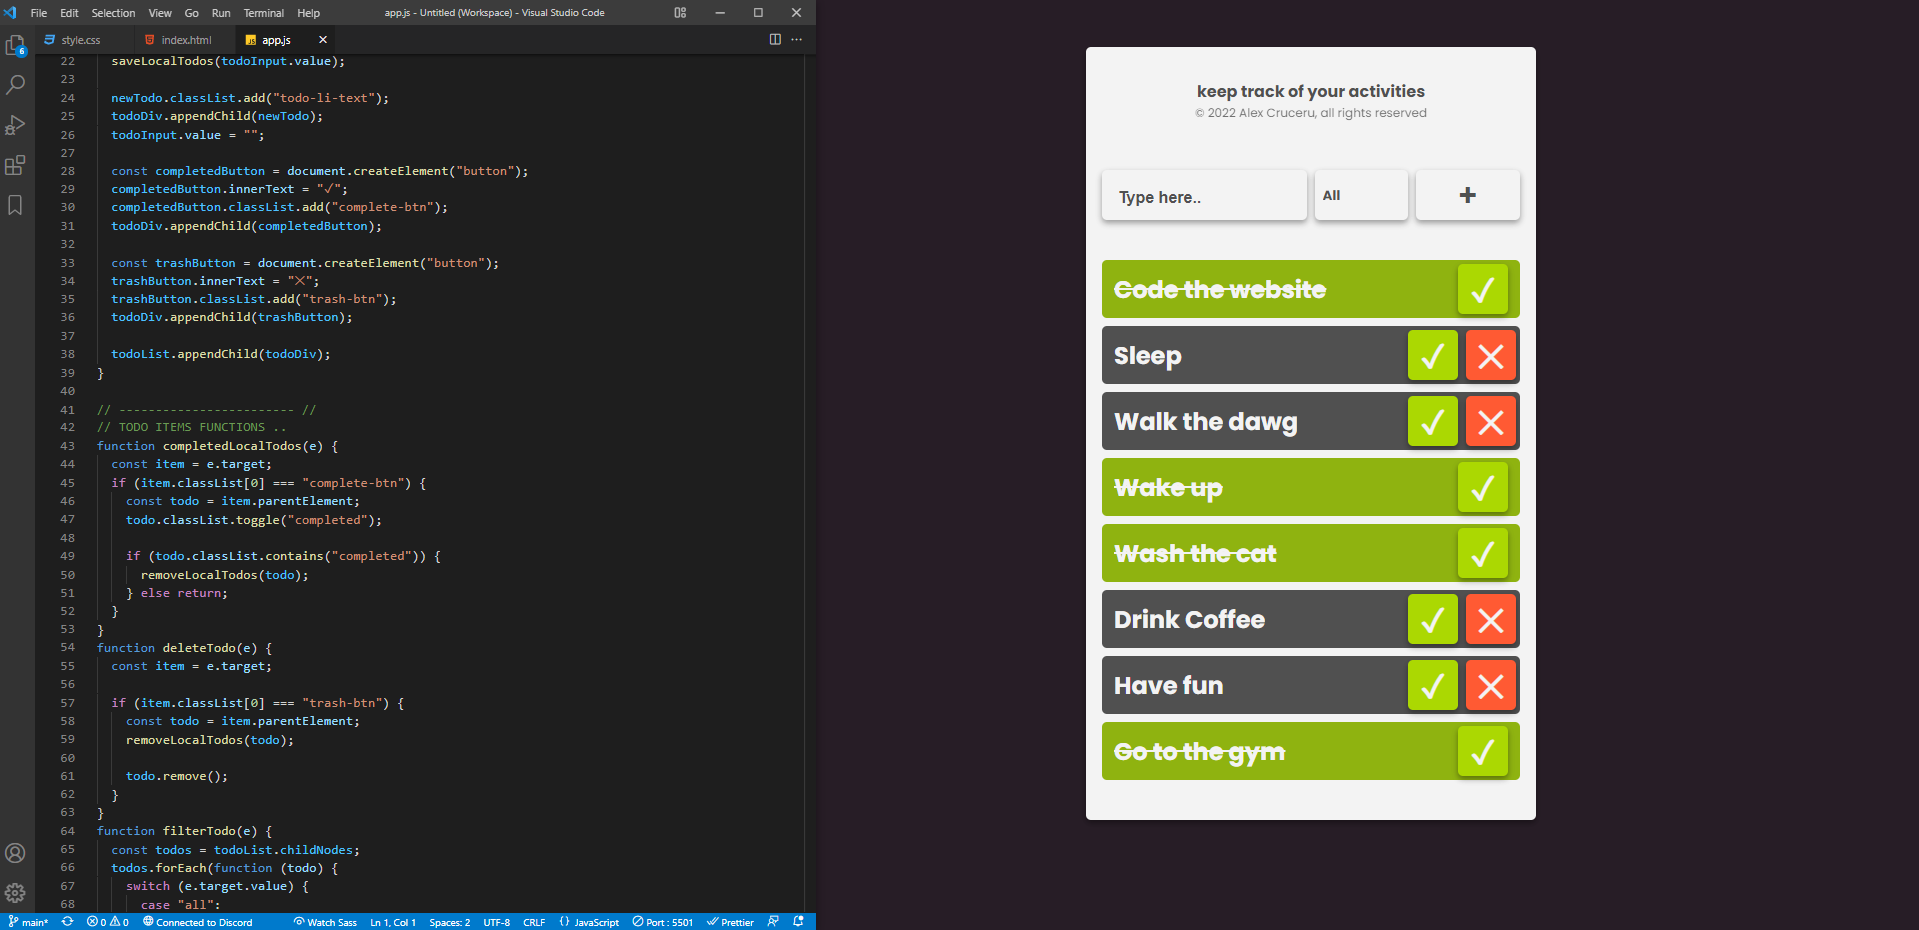 File Edit Selection View Go Run Terminal Help app.js - Untitled (Workspace) - Visual Studio Code
style.css index.html JS app.js
6
22 saveLocalTodos(todoInput.value);
23
24 newTodo.classList.add("todo-li-text");
25 todoDiv.appendChild(newTodo);
26 todoInput.value = "";
27
28 const completedButton = document.createElement("button");
29 completedButton.innerText = "✓";
30 completedButton.classList.add("complete-btn");
31 todoDiv.appendChild(completedButton);
32
33 const trashButton = document.createElement("button");
34 trashButton.innerText = "✕";
35 trashButton.classList.add("trash-btn");
36 todoDiv.appendChild(trashButton);
37
38 todoList.appendChild(todoDiv);
39 }
40
41 // ------------------------ //
42 // TODO ITEMS FUNCTIONS ..
43 function completedLocalTodos(e) {
44 const item = e.target;
45 if (item.classList[0] === "complete-btn") {
46 const todo = item.parentElement;
47 todo.classList.toggle("completed");
48
49 if (todo.classList.contains("completed")) {
50 removeLocalTodos(todo);
51 } else return;
52 }
53 }
54 function deleteTodo(e) {
55 const item = e.target;
56
57 if (item.classList[0] === "trash-btn") {
58 const todo = item.parentElement;
59 removeLocalTodos(todo);
60
61 todo.remove();
62 }
63 }
64 function filterTodo(e) {
65 const todos = todoList.childNodes;
66 todos.forEach(function (todo) {
67 switch (e.target.value) {
68 case "all":
main* 0 0 Connected to Discord Watch Sass Ln 1, Col 1 Spaces: 2 UTF-8 CRLF {} JavaScript Port : 5501 Prettier
keep track of your activities
© 2022 Alex Cruceru, all rights reserved
Type here.. All +
Code the website ✓
Sleep ✓ ✕
Walk the dawg ✓ ✕
Wake up ✓
Wash the cat ✓
Drink Coffee ✓ ✕
Have fun ✓ ✕
Go to the gym ✓